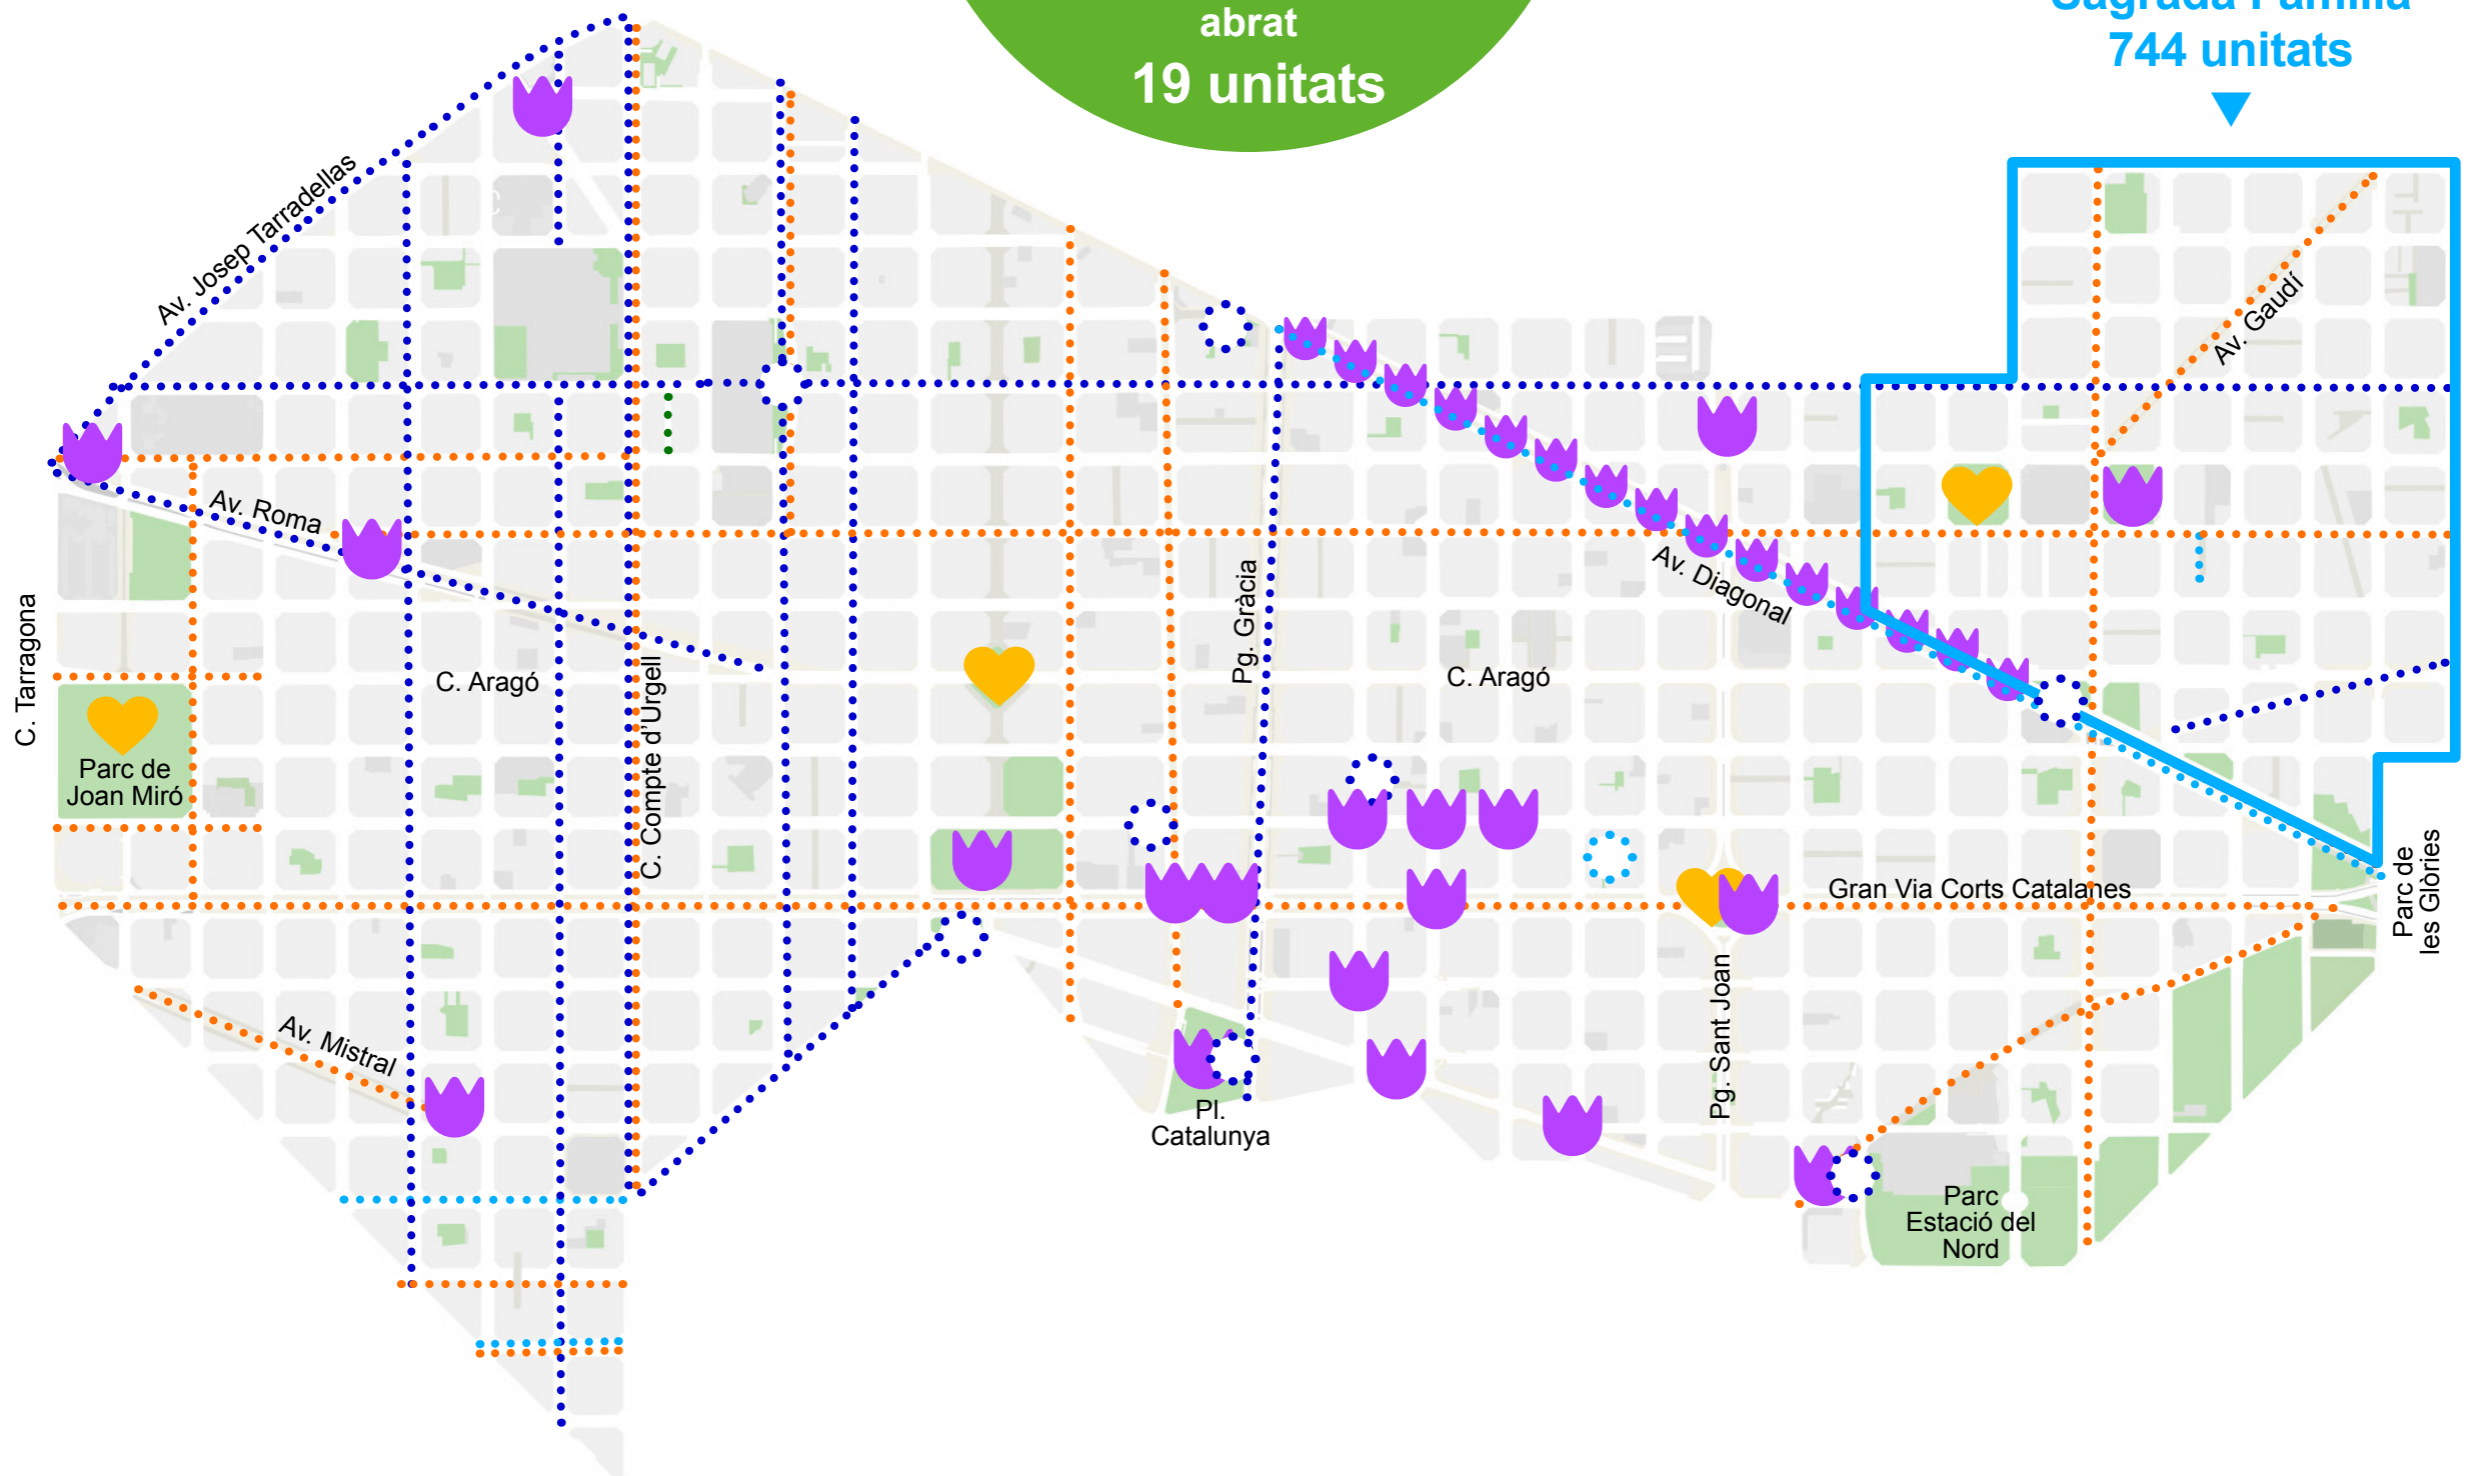 abrat
19 unitats
Sagrada Família
744 unitats
Av. Josep Tarradellas
Av. Gaudí
Av. Roma
Av. Diagonal
C. Tarragona
C. Aragó
C. Compte d'Urgell
Pg. Gràcia
C. Aragó
Parc de
Joan Miró
Gran Via Corts Catalanes
Parc de
les Glòries
Av. Mistral
Pg. Sant Joan
Pl.
Catalunya
Parc
Estació del
Nord